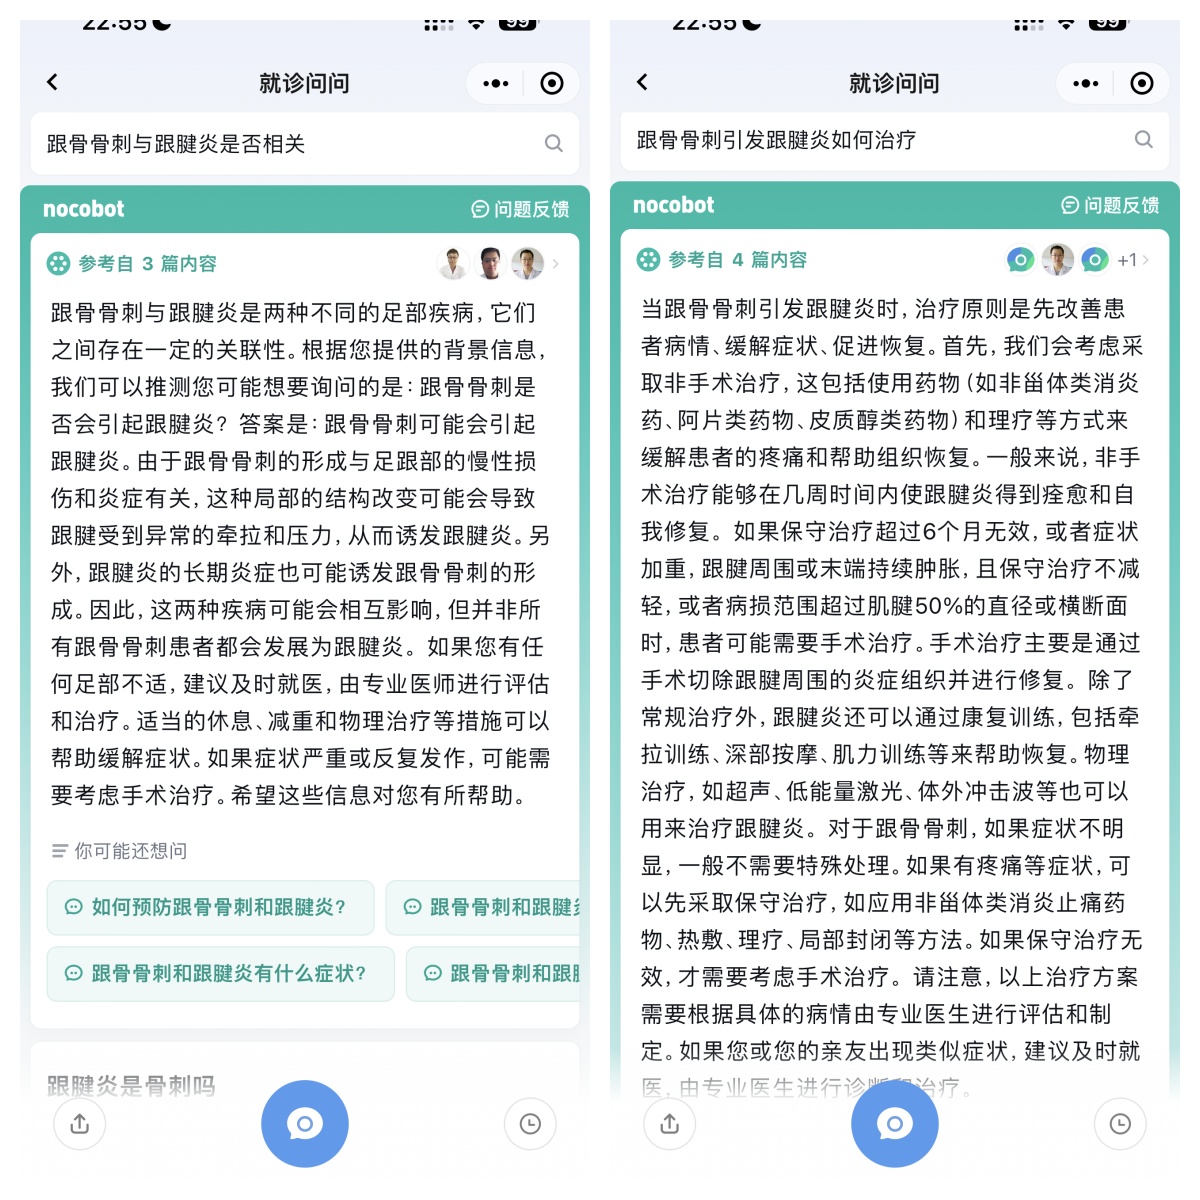 22:55
99
就诊问问
跟骨骨刺与跟腱炎是否相关
nocobot
问题反馈
参考自 3 篇内容
跟骨骨刺与跟腱炎是两种不同的足部疾病，它们
之间存在一定的关联性。根据您提供的背景信息，
我们可以推测您可能想要询问的是：跟骨骨刺是
否会引起跟腱炎？答案是：跟骨骨刺可能会引起
跟腱炎。由于跟骨骨刺的形成与足跟部的慢性损
伤和炎症有关，这种局部的结构改变可能会导致
跟腱受到异常的牵拉和压力，从而诱发跟腱炎。另
外，跟腱炎的长期炎症也可能诱发跟骨骨刺的形
成。因此，这两种疾病可能会相互影响，但并非所
有跟骨骨刺患者都会发展为跟腱炎。如果您有任
何足部不适，建议及时就医，由专业医师进行评估
和治疗。适当的休息、减重和物理治疗等措施可以
帮助缓解症状。如果症状严重或反复发作，可能需
要考虑手术治疗。希望这些信息对您有所帮助。
你可能还想问
如何预防跟骨骨刺和跟腱炎？
跟骨骨刺和跟腱
跟骨骨刺和跟腱炎有什么症状？
跟骨骨刺和跟
跟腱炎是骨刺吗
22:55
99
就诊问问
跟骨骨刺引发跟腱炎如何治疗
nocobot
问题反馈
参考自 4 篇内容
+1
当跟骨骨刺引发跟腱炎时，治疗原则是先改善患
者病情、缓解症状、促进恢复。首先，我们会考虑采
取非手术治疗，这包括使用药物（如非甾体类消炎
药、阿片类药物、皮质醇类药物）和理疗等方式来
缓解患者的疼痛和帮助组织恢复。一般来说，非手
术治疗能够在几周时间内使跟腱炎得到痊愈和自
我修复。如果保守治疗超过6个月无效，或者症状
加重，跟腱周围或末端持续肿胀，且保守治疗不减
轻，或者病损范围超过肌腱50%的直径或横断面
时，患者可能需要手术治疗。手术治疗主要是通过
手术切除跟腱周围的炎症组织并进行修复。除了
常规治疗外，跟腱炎还可以通过康复训练，包括牵
拉训练、深部按摩、肌力训练等来帮助恢复。物理
治疗，如超声、低能量激光、体外冲击波等也可以
用来治疗跟腱炎。对于跟骨骨刺，如果症状不明
显，一般不需要特殊处理。如果有疼痛等症状，可
以先采取保守治疗，如应用非甾体类消炎止痛药
物、热敷、理疗、局部封闭等方法。如果保守治疗无
效，才需要考虑手术治疗。请注意，以上治疗方案
需要根据具体的病情由专业医生进行评估和制
定。如果您或您的亲友出现类似症状，建议及时就
医，由专业医生进行诊断和治疗。